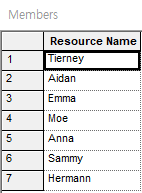 Members
Resource Name
1 Tierney
2 Aidan
3 Emma
4 Moe
5 Anna
6 Sammy
7 Hermann